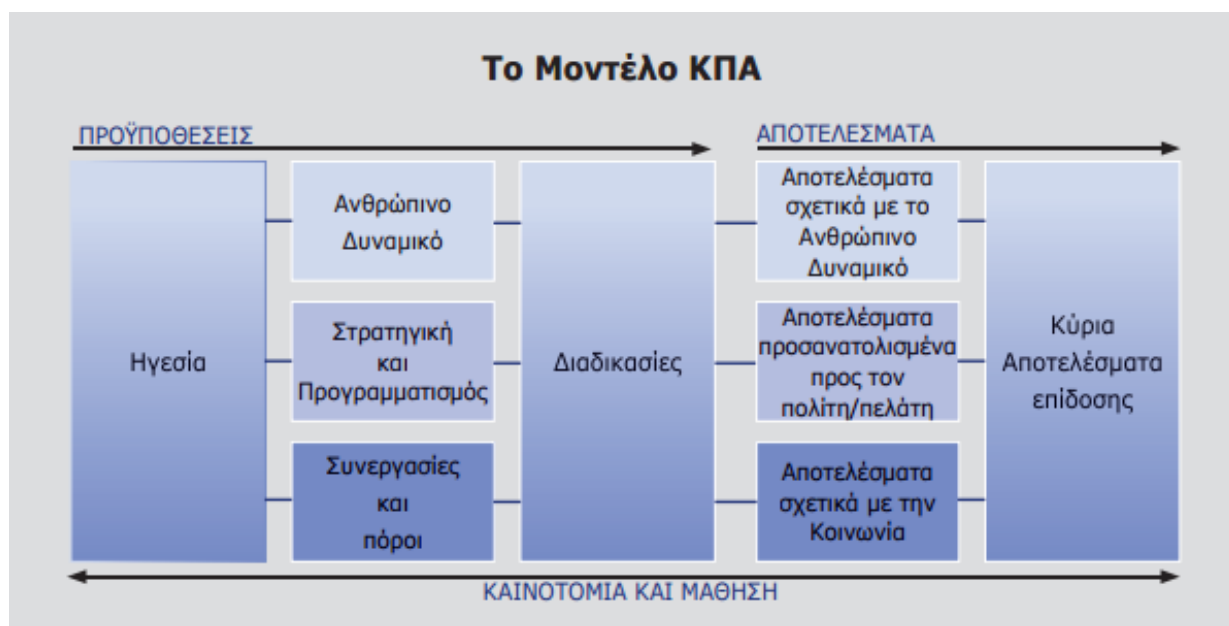 Το Μοντέλο ΚΠΑ
ΠΡΟΫΠΟΘΕΣΕΙΣ
ΑΠΟΤΕΛΕΣΜΑΤΑ
Ηγεσία
Ανθρώπινο
Δυναμικό
Στρατηγική
και
Προγραμματισμός
Συνεργασίες
και
πόροι
Διαδικασίες
Αποτελέσματα
σχετικά με το
Ανθρώπινο
Δυναμικό
Αποτελέσματα
προσανατολισμένα
προς τον
πολίτη/πελάτη
Αποτελέσματα
σχετικά με την
Κοινωνία
Κύρια
Αποτελέσματα
επίδοσης
ΚΑΙΝΟΤΟΜΙΑ ΚΑΙ ΜΑΘΗΣΗ